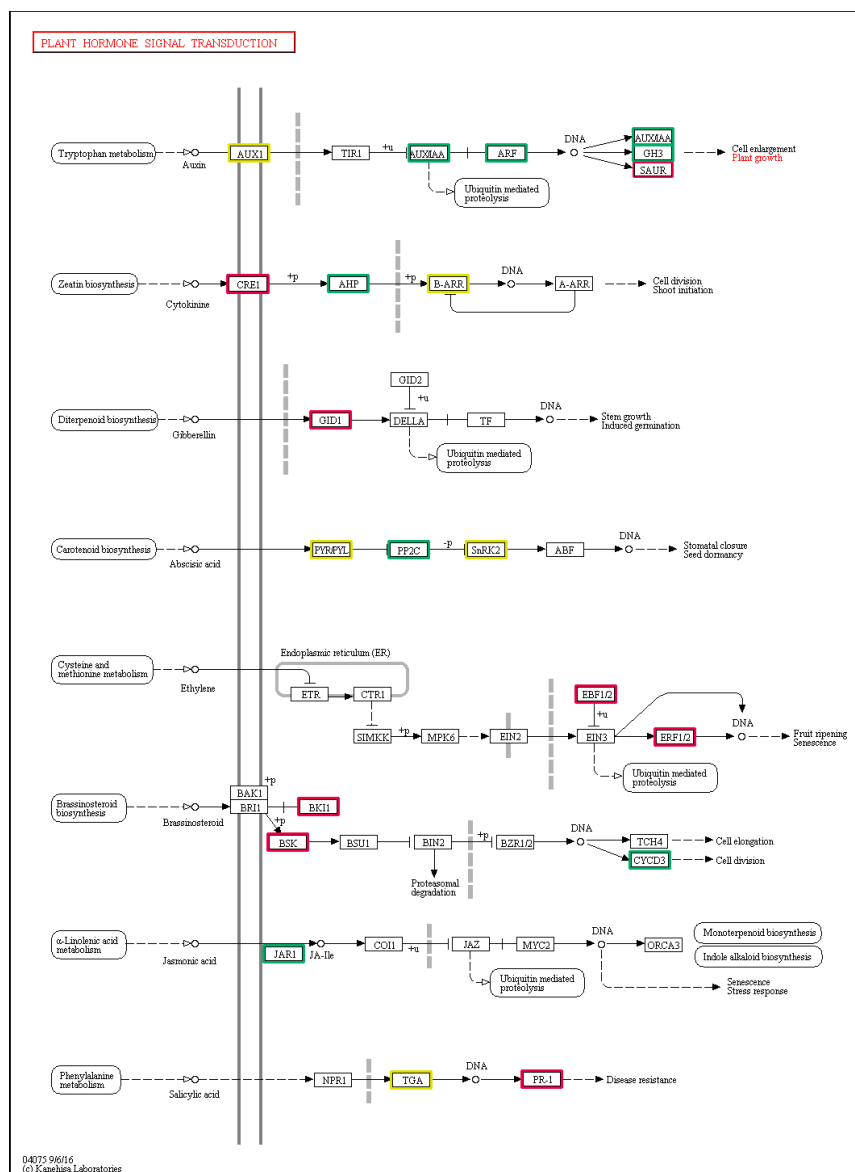 PLANT HORMONE SIGNAL TRANSDUCTION
Tryptophan metabolism
Auxin
AUX1
TIR1
+u
AUX/IAA
ARF
DNA
AUX/IAA
GH3
SAUR
Cell enlargement
Plant growth
Ubiquitin mediated
proteolysis
Zeatin biosynthesis
Cytokinine
CRE1
+p
AHP
+p
B-ARR
DNA
A-ARR
Cell division
Shoot initiation
GID2
+u
Diterpenoid biosynthesis
Gibberellin
GID1
DELLA
TF
DNA
Stem growth
Induced germination
Ubiquitin mediated
proteolysis
Carotenoid biosynthesis
Abscisic acid
PYR/PYL
PP2C
-p
SnRK2
ABF
DNA
Stomatal closure
Seed dormancy
Cysteine and
methionine metabolism
Ethylene
Endoplasmic reticulum (ER)
ETR
CTR1
SIMKK
+p
MPK6
EIN2
EBF1/2
+u
EIN3
ERF1/2
DNA
Fruit ripening
Senescence
Ubiquitin mediated
proteolysis
Brassinosteroid
biosynthesis
Brassinosteroid
+p
BAK1
BRI1
BKI1
+p
BSK
BSU1
BIN2
+p
BZR1/2
DNA
TCH4
Cell elongation
CYCD3
Cell division
Proteasomal
degradation
α-Linolenic acid
metabolism
Jasmonic acid
JAR1
JA-Ile
COI1
+u
JAZ
MYC2
DNA
ORCA3
Monoterpenoid biosynthesis
Indole alkaloid biosynthesis
Ubiquitin mediated
proteolysis
Senescence
Stress response
Phenylalanine
metabolism
Salicylic acid
NPR1
TGA
DNA
PR-1
Disease resistance
04075 9/6/16
(c) Kanehisa Laboratories